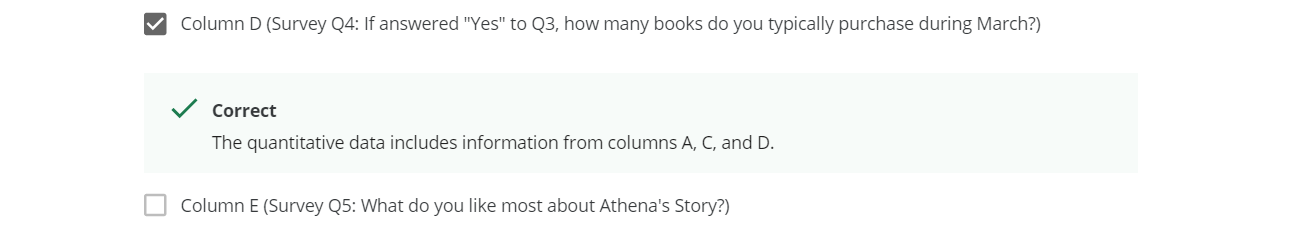 Column D (Survey Q4: If answered "Yes" to Q3, how many books do you typically purchase during March?)
Correct
The quantitative data includes information from columns A, C, and D.
Column E (Survey Q5: What do you like most about Athena's Story?)